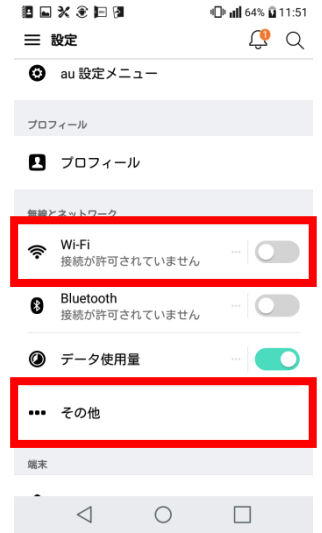 64% 11:51
設定
au 設定メニュー
プロフィール
プロフィール
無線とネットワーク
Wi-Fi
接続が許可されていません
Bluetooth
接続が許可されていません
データ使用量
その他
端末